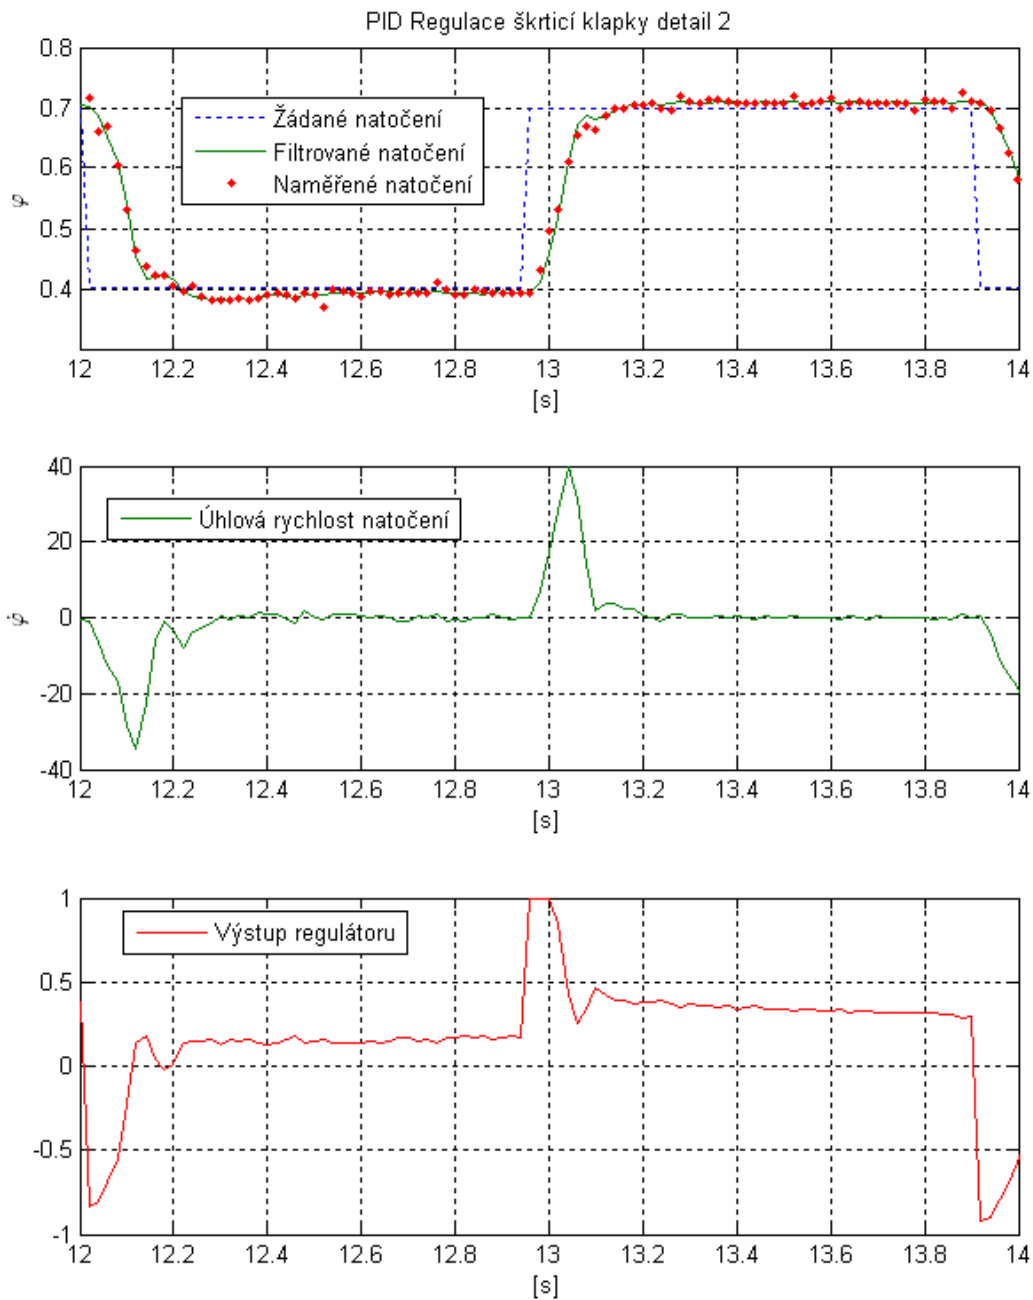 PID Regulace škrticí klapky detail 2
0.8
0.7
0.6
0.5
0.4
φ
Žádané natočení
Filtrované natočení
Naměřené natočení
12 12.2 12.4 12.6 12.8 13 13.2 13.4 13.6 13.8 14
[s]
40
20
0
-20
-40
φ̇
Úhlová rychlost natočení
12 12.2 12.4 12.6 12.8 13 13.2 13.4 13.6 13.8 14
[s]
1
0.5
0
-0.5
-1
Výstup regulátoru
12 12.2 12.4 12.6 12.8 13 13.2 13.4 13.6 13.8 14
[s]